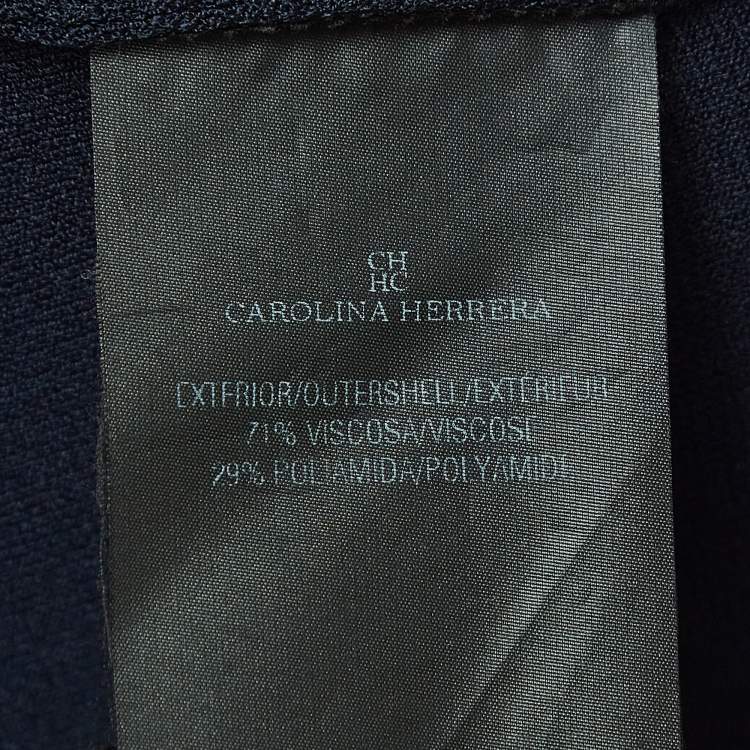 CH
HC
CAROLINA HERRERA
EXTERIOR/OUTERSHELL/EXTÉRIEUR
71% VISCOSA/VISCOSE
29% POLIAMIDA/POLYAMIDE